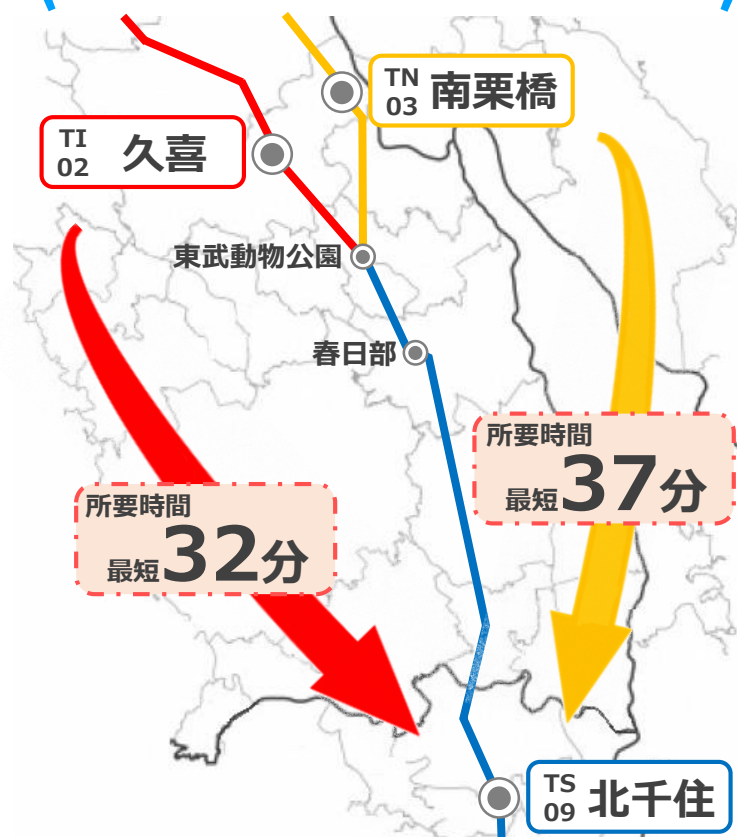 TN
03
南栗橋
TI
02
久喜
東武動物公園
春日部
所要時間
最短37分
所要時間
最短32分
TS
09
北千住